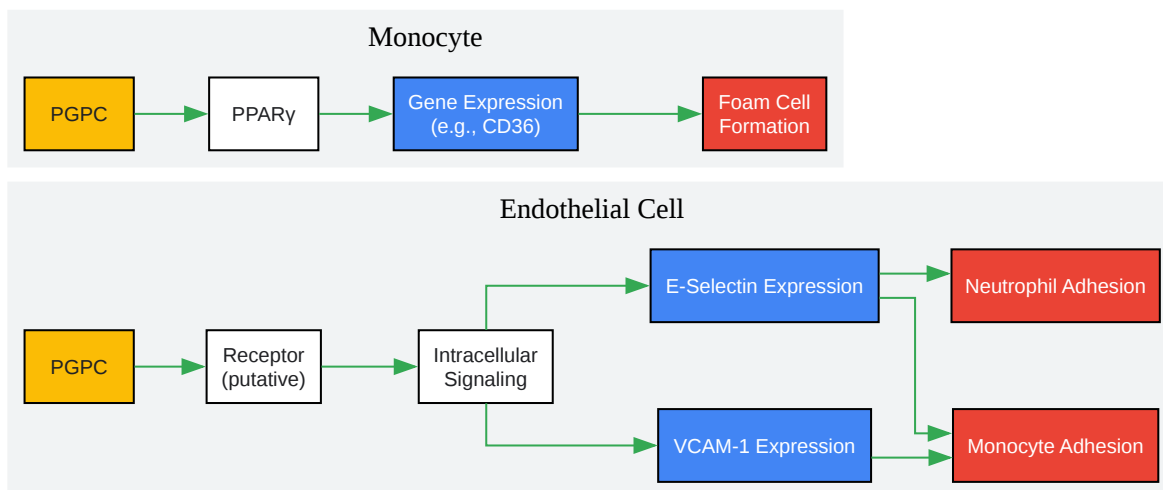 Monocyte
PGPC
PPARγ
Gene Expression
(e.g., CD36)
Foam Cell
Formation
Endothelial Cell
PGPC
Receptor
(putative)
Intracellular
Signaling
E-Selectin Expression
Neutrophil Adhesion
VCAM-1 Expression
Monocyte Adhesion